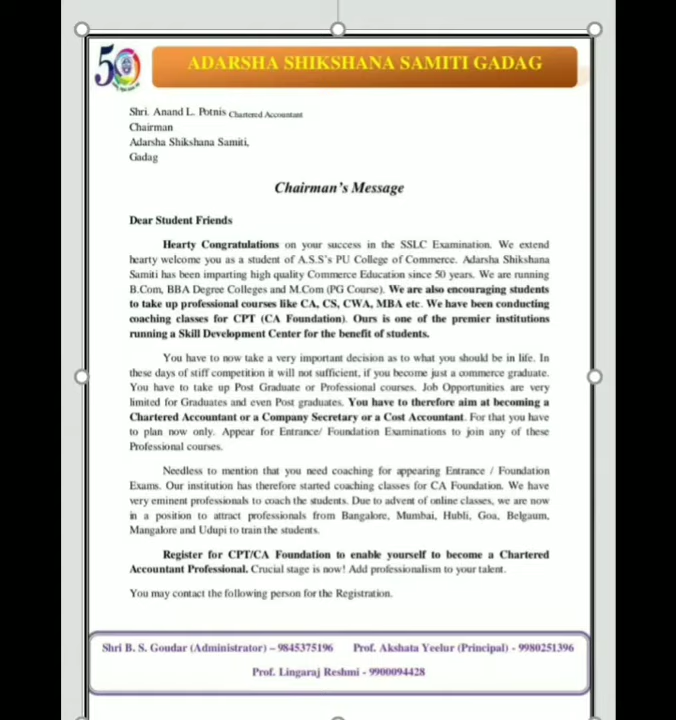 50
ADARSHA SHIKSHANA SAMITI GADAG
Shri. Anand L. Potnis Chartered Accountant
Chairman
Adarsha Shikshana Samiti,
Gadag
Chairman's Message
Dear Student Friends
Hearty Congratulations on your success in the SSLC Examination. We extend
hearty welcome you as a student of A.S.S's PU College of Commerce. Adarsha Shikshana
Samiti has been imparting high quality Commerce Education since 50 years. We are running
B.Com, BBA Degree Colleges and M.Com (PG Course). We are also encouraging students
to take up professional courses like CA, CS, CWA, MBA etc. We have been conducting
coaching classes for CPT (CA Foundation). Ours is one of the premier institutions
running a Skill Development Center for the benefit of students.
You have to now take a very important decision as to what you should be in life. In
these days of stiff competition it will not sufficient, if you become just a commerce graduate.
You have to take up Post Graduate or Professional courses. Job Opportunities are very
limited for Graduates and even Post graduates. You have to therefore aim at becoming a
Chartered Accountant or a Company Secretary or a Cost Accountant. For that you have
to plan now only. Appear for Entrance/ Foundation Examinations to join any of these
Professional courses.
Needless to mention that you need coaching for appearing Entrance / Foundation
Exams. Our institution has therefore started coaching classes for CA Foundation. We have
very eminent professionals to coach the students. Due to advent of online classes, we are now
in a position to attract professionals from Bangalore, Mumbai, Hubli, Goa, Belgaum,
Mangalore and Udupi to train the students.
Register for CPT/CA Foundation to enable yourself to become a Chartered
Accountant Professional. Crucial stage is now! Add professionalism to your talent.
You may contact the following person for the Registration.
Shri B. S. Goudar (Administrator) – 9845375196 Prof. Akshata Yeelur (Principal) - 9980251396
Prof. Lingaraj Reshmi - 9900094428